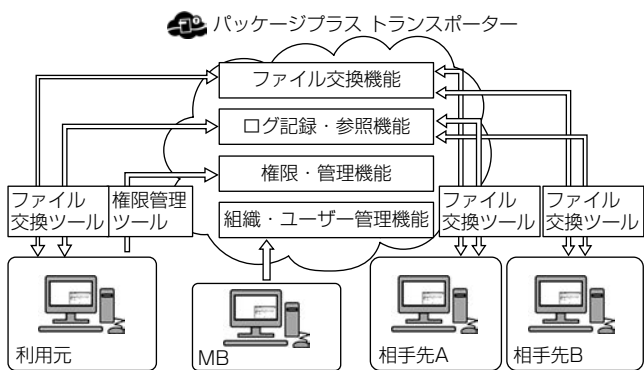 パッケージプラス トランスポーター
ファイル交換機能
ログ記録・参照機能
権限・管理機能
組織・ユーザー管理機能
ファイル
交換ツール
権限管理
ツール
ファイル
交換ツール
ファイル
交換ツール
利用元
MB
相手先A
相手先B